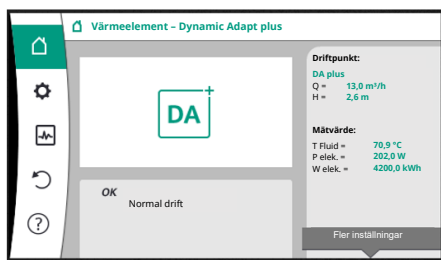 Värmeelement – Dynamic Adapt plus
DA+
OK
Normal drift
Driftpunkt:
DA plus
Q = 13,0 m³/h
H = 2,6 m
Mätvärde:
T Fluid = 70,9 °C
P elek. = 202,0 W
W elek. = 4200,0 kWh
Fler inställningar
?